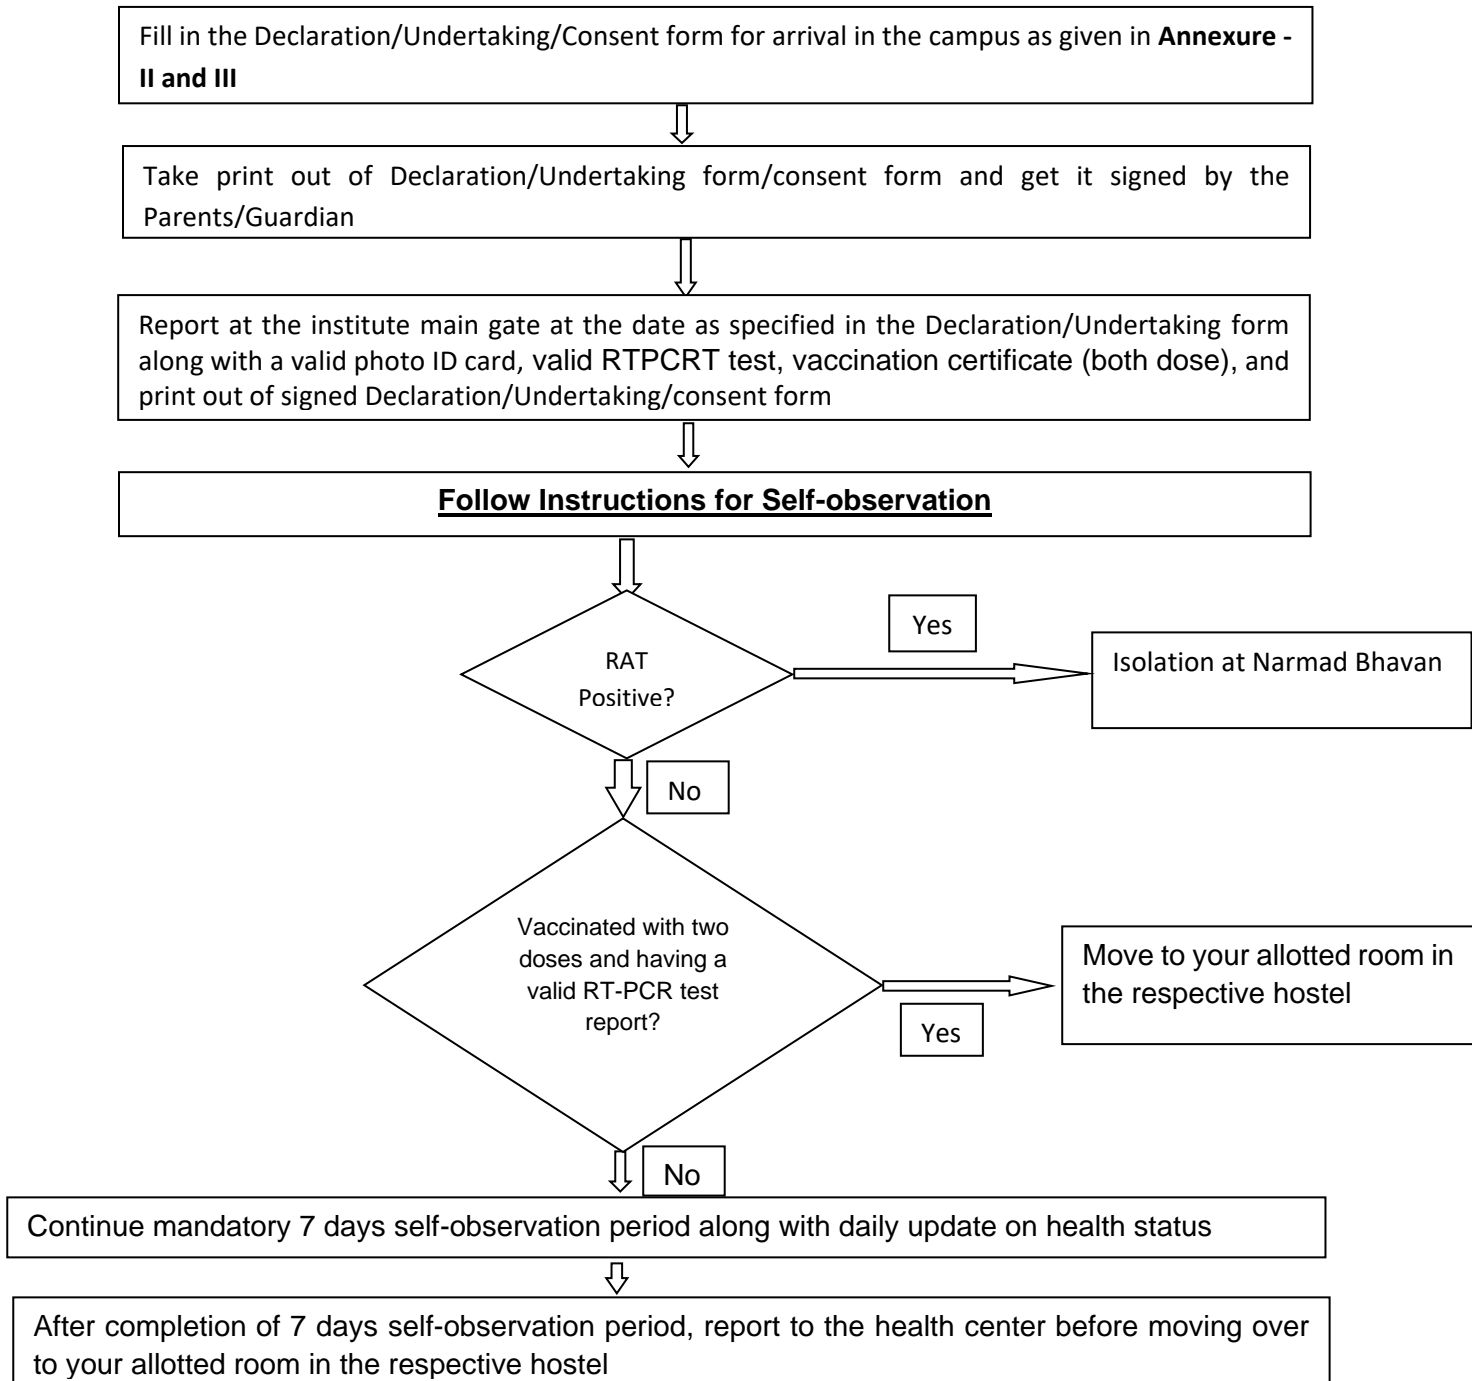 Fill in the Declaration/Undertaking/Consent form for arrival in the campus as given in Annexure -
II and III
Take print out of Declaration/Undertaking form/consent form and get it signed by the
Parents/Guardian
Report at the institute main gate at the date as specified in the Declaration/Undertaking form
along with a valid photo ID card, valid RTPCRT test, vaccination certificate (both dose), and
print out of signed Declaration/Undertaking/consent form
Follow Instructions for Self-observation
RAT
Positive?
Yes
Isolation at Narmad Bhavan
No
Vaccinated with two
doses and having a
valid RT-PCR test
report?
Yes
Move to your allotted room in
the respective hostel
No
Continue mandatory 7 days self-observation period along with daily update on health status
After completion of 7 days self-observation period, report to the health center before moving over
to your allotted room in the respective hostel